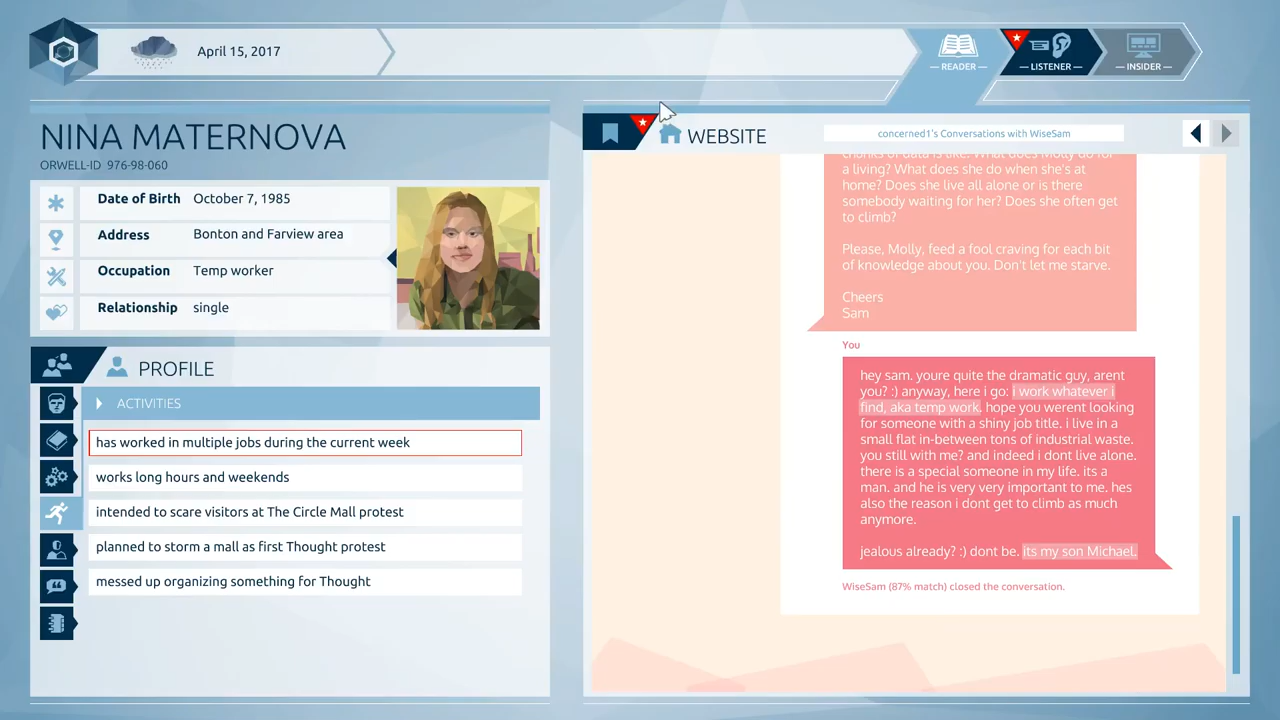 April 15, 2017
— READER —
— LISTENER —
— INSIDER —
NINA MATERNOVA
ORWELL-ID 976-98-060
Date of Birth October 7, 1985
Address Bonton and Farview area
Occupation Temp worker
Relationship single
PROFILE
ACTIVITIES
has worked in multiple jobs during the current week
works long hours and weekends
intended to scare visitors at The Circle Mall protest
planned to storm a mall as first Thought protest
messed up organizing something for Thought
WEBSITE
concerned1's Conversations with WiseSam
chunks of data is like. What does Molly do for
a living? What does she do when she's at
home? Does she live all alone or is there
somebody waiting for her? Does she often get
to climb?
Please, Molly, feed a fool craving for each bit
of knowledge about you. Don't let me starve.
Cheers
Sam
You
hey sam. youre quite the dramatic guy, arent
you? :) anyway, here i go: i work whatever i
find, aka temp work. hope you werent looking
for someone with a shiny job title. i live in a
small flat in-between tons of industrial waste.
you still with me? and indeed i dont live alone.
there is a special someone in my life. its a
man. and he is very very important to me. hes
also the reason i dont get to climb as much
anymore.
jealous already? :) dont be. its my son Michael.
WiseSam (87% match) closed the conversation.